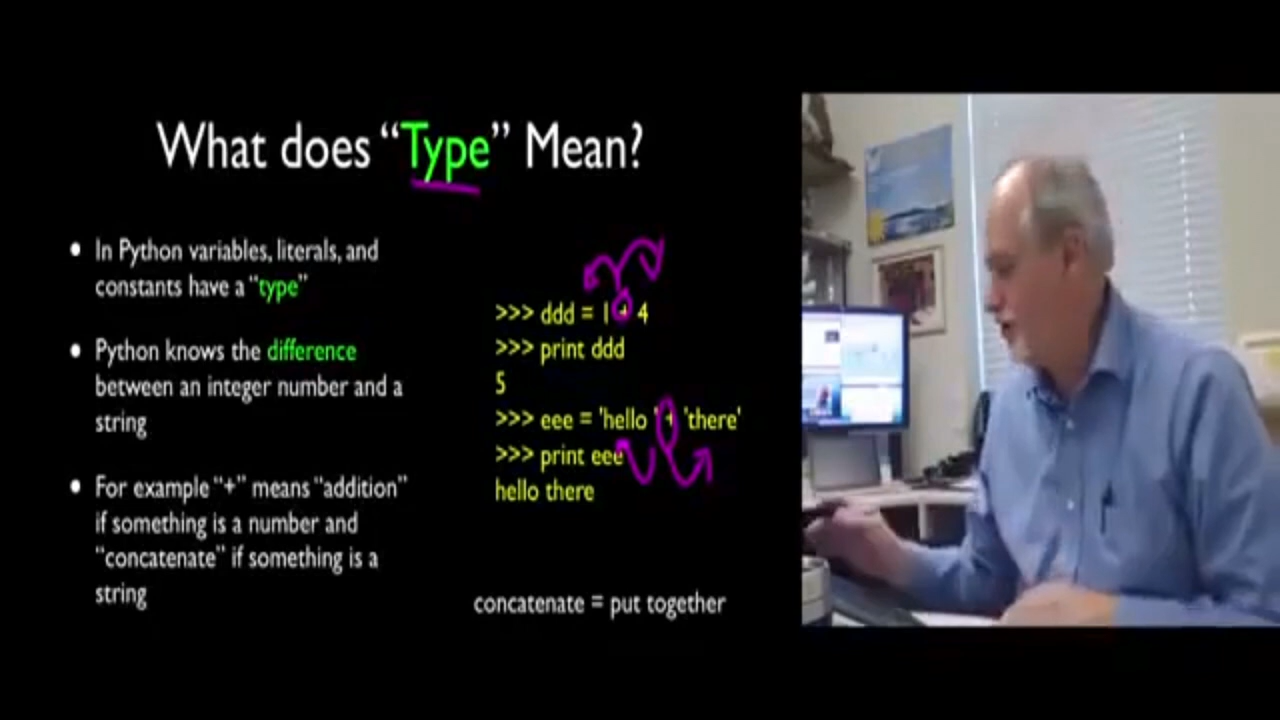 What does “Type” Mean?
• In Python variables, literals, and
constants have a “type”
• Python knows the difference
between an integer number and a
string
• For example “+” means “addition”
if something is a number and
“concatenate” if something is a
string
>>> ddd = 1 + 4
>>> print ddd
5
>>> eee = 'hello ' + 'there'
>>> print eee
hello there
concatenate = put together